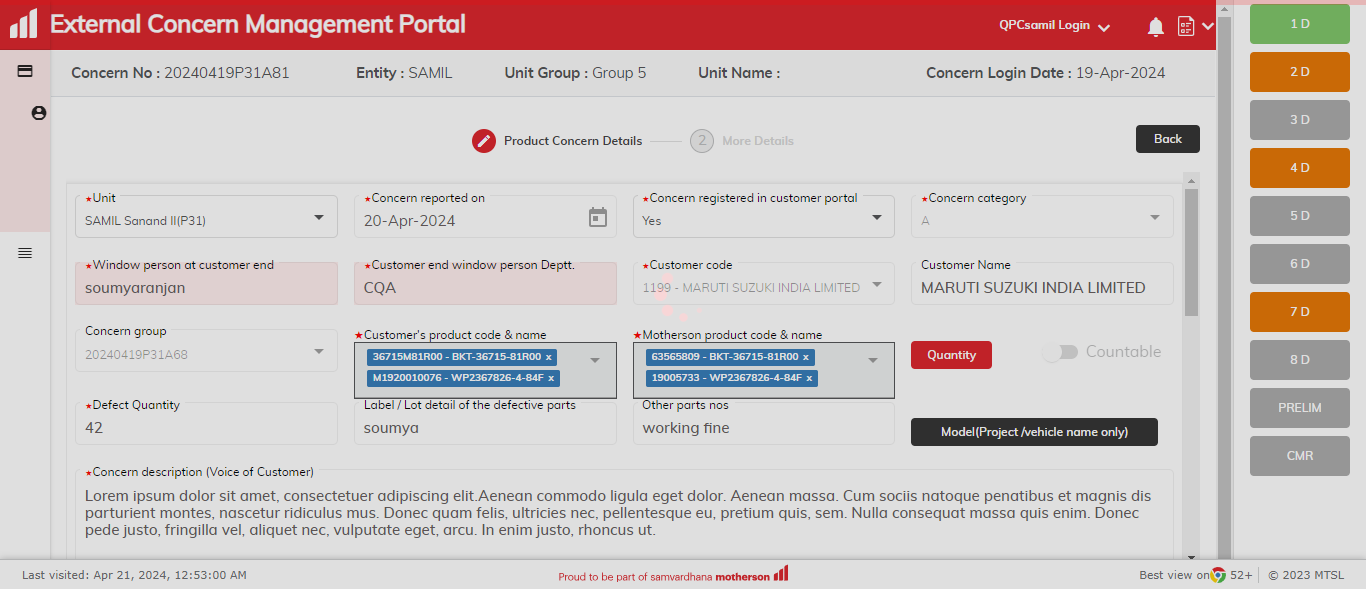 External Concern Management Portal
QPCsamil Login
Concern No : 20240419P31A81 Entity : SAMIL Unit Group : Group 5 Unit Name : Concern Login Date : 19-Apr-2024
Product Concern Details 2 More Details
Back
*Unit
SAMIL Sanand II(P31)
*Concern reported on
20-Apr-2024
*Concern registered in customer portal
Yes
*Concern category
A
*Window person at customer end
soumyaranjan
*Customer end window person Deptt.
CQA
*Customer code
1199 - MARUTI SUZUKI INDIA LIMITED
Customer Name
MARUTI SUZUKI INDIA LIMITED
Concern group
20240419P31A68
*Customer's product code & name
36715M81R00 - BKT-36715-81R00 x
M1920010076 - WP2367826-4-84F x
*Motherson product code & name
63565809 - BKT-36715-81R00 x
19005733 - WP2367826-4-84F x
Quantity
Countable
*Defect Quantity
42
Label / Lot detail of the defective parts
soumya
Other parts nos
working fine
Model(Project /vehicle name only)
*Concern description (Voice of Customer)
Lorem ipsum dolor sit amet, consectetuer adipiscing elit.Aenean commodo ligula eget dolor. Aenean massa. Cum sociis natoque penatibus et magnis dis
parturient montes, nascetur ridiculus mus. Donec quam felis, ultricies nec, pellentesque eu, pretium quis, sem. Nulla consequat massa quis enim. Donec
pede justo, fringilla vel, aliquet nec, vulputate eget, arcu. In enim justo, rhoncus ut.
1 D
2 D
3 D
4 D
5 D
6 D
7 D
8 D
PRELIM
CMR
Last visited: Apr 21, 2024, 12:53:00 AM
Proud to be part of samvardhana motherson
Best view on 52+ © 2023 MTSL